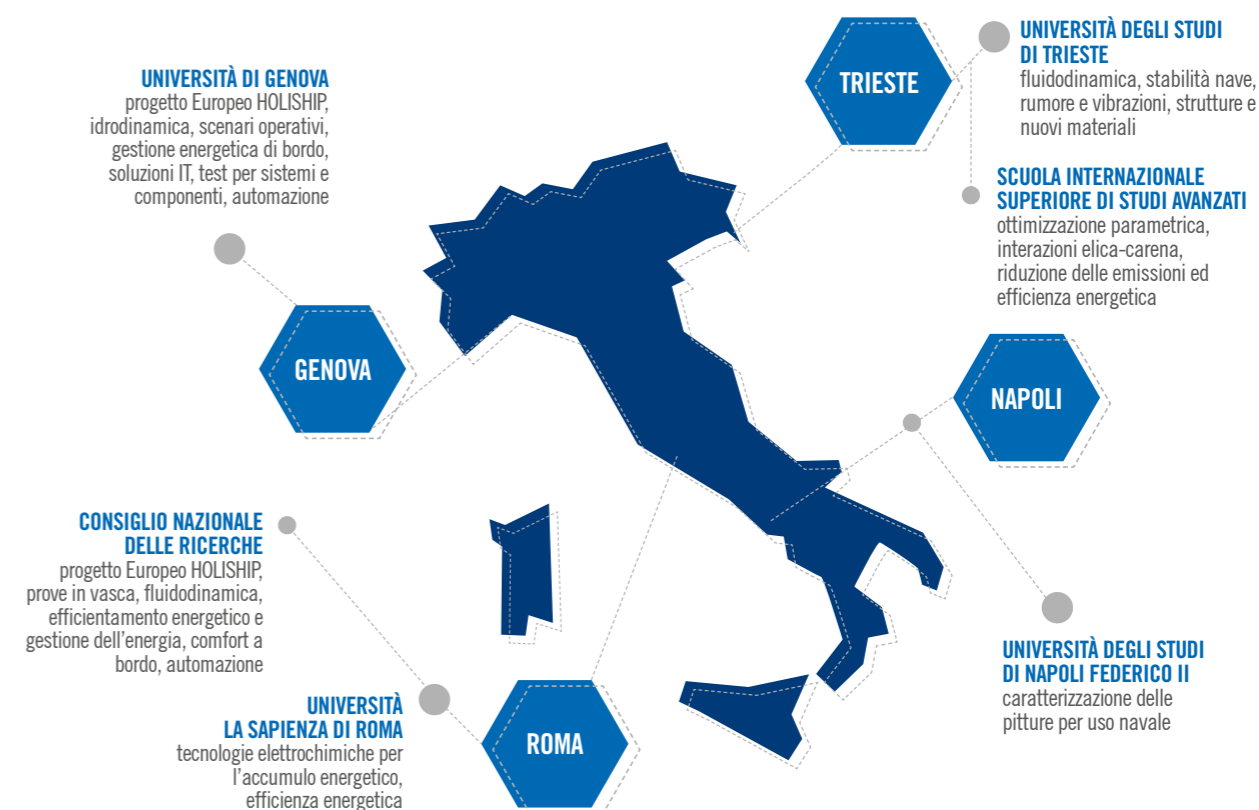 UNIVERSITÀ DI GENOVA
progetto Europeo HOLISHIP,
idrodinamica, scenari operativi,
gestione energetica di bordo,
soluzioni IT, test per sistemi e
componenti, automazione
GENOVA
TRIESTE
UNIVERSITÀ DEGLI STUDI
DI TRIESTE
fluidodinamica, stabilità nave,
rumore e vibrazioni, strutture e
nuovi materiali
SCUOLA INTERNAZIONALE
SUPERIORE DI STUDI AVANZATI
ottimizzazione parametrica,
interazioni elica-carena,
riduzione delle emissioni ed
efficienza energetica
NAPOLI
UNIVERSITÀ DEGLI STUDI
DI NAPOLI FEDERICO II
caratterizzazione delle
pitture per uso navale
CONSIGLIO NAZIONALE
DELLE RICERCHE
progetto Europeo HOLISHIP,
prove in vasca, fluidodinamica,
efficientamento energetico e
gestione dell'energia, comfort a
bordo, automazione
UNIVERSITÀ
LA SAPIENZA DI ROMA
tecnologie elettrochimiche per
l'accumulo energetico,
efficienza energetica
ROMA